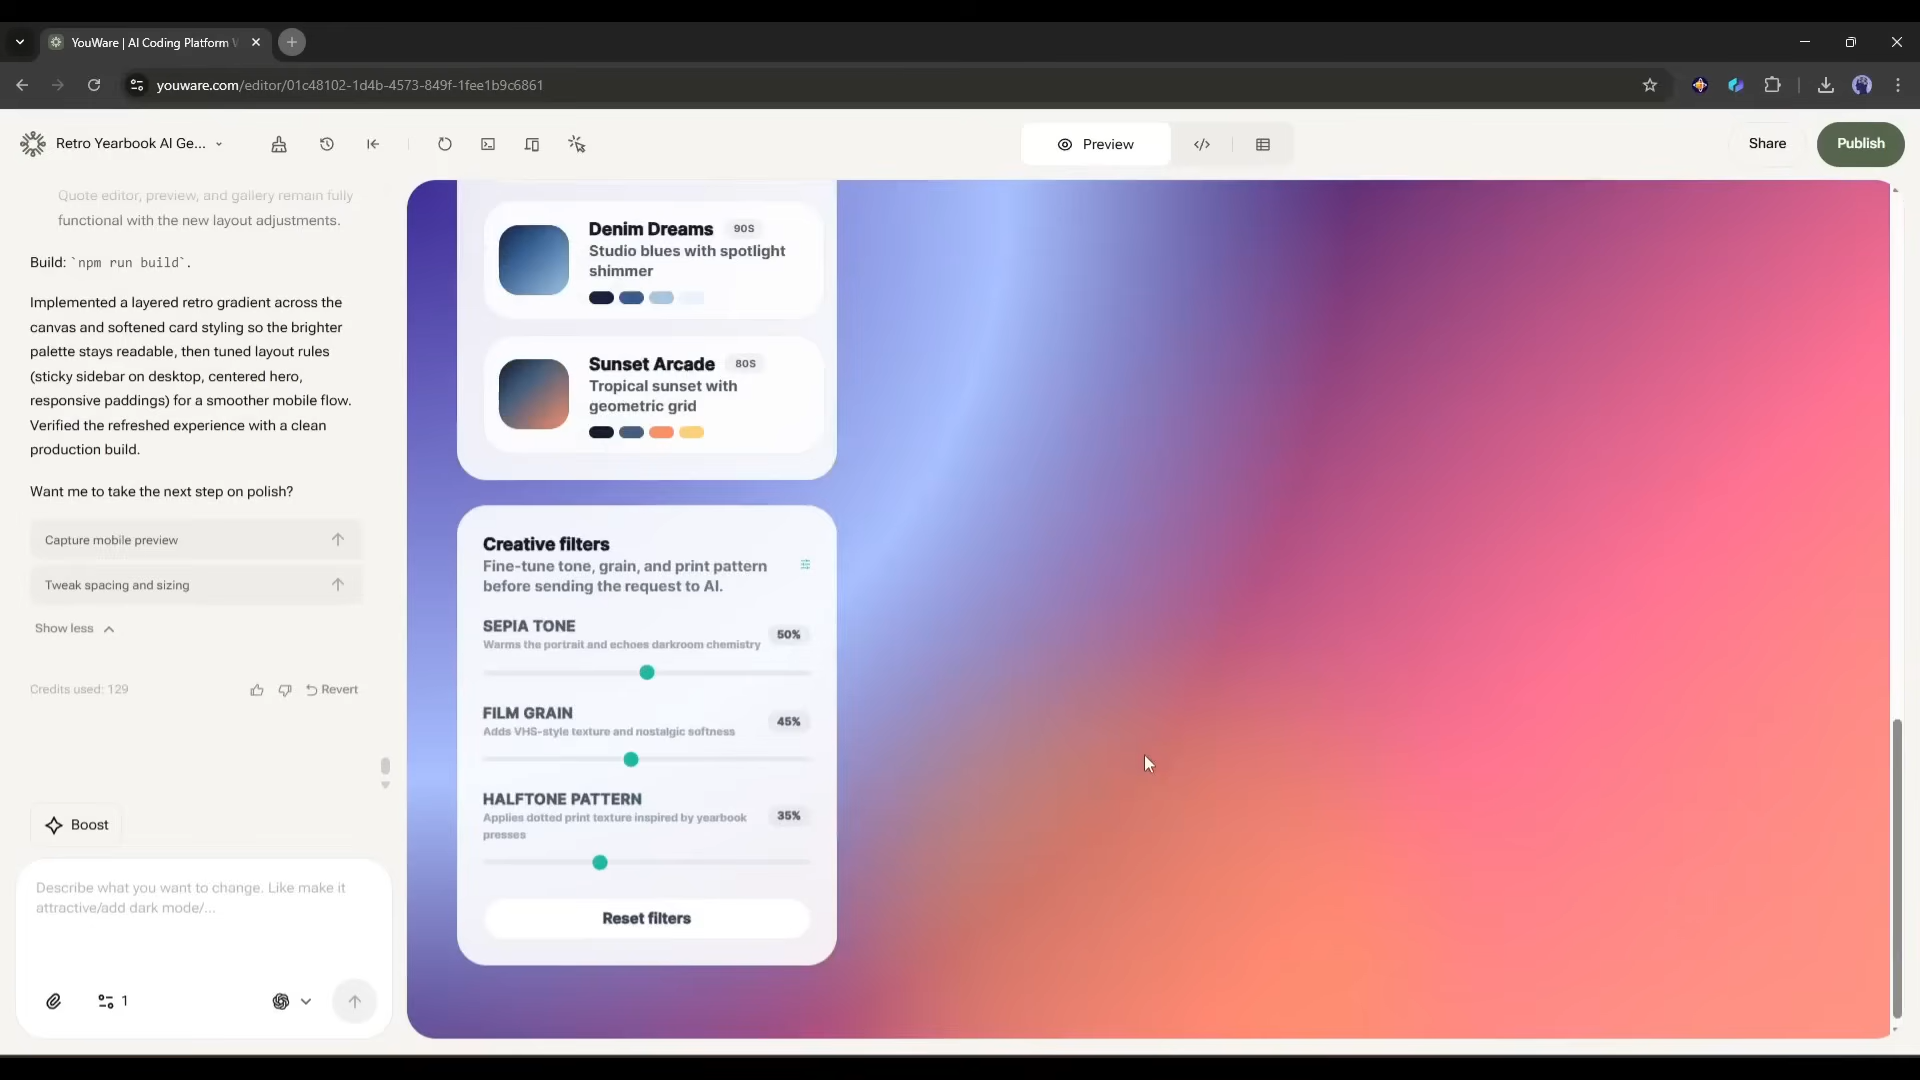 YouWare | AI Coding Platform
youware.com/editor/01c48102-1d4b-4573-849f-1fee1b9c6861
Retro Yearbook AI Ge...
Preview
Share
Publish
Quote editor, preview, and gallery remain fully
functional with the new layout adjustments.
Build: `npm run build`.
Implemented a layered retro gradient across the
canvas and softened card styling so the brighter
palette stays readable, then tuned layout rules
(sticky sidebar on desktop, centered hero,
responsive paddings) for a smoother mobile flow.
Verified the refreshed experience with a clean
production build.
Want me to take the next step on polish?
Capture mobile preview
Tweak spacing and sizing
Show less
Credits used: 129
Revert
Boost
Describe what you want to change. Like make it
attractive/add dark mode/...
1
Denim Dreams 90S
Studio blues with spotlight
shimmer
Sunset Arcade 80S
Tropical sunset with
geometric grid
Creative filters
Fine-tune tone, grain, and print pattern
before sending the request to AI.
SEPIA TONE
Warms the portrait and echoes darkroom chemistry
50%
FILM GRAIN
Adds VHS-style texture and nostalgic softness
45%
HALFTONE PATTERN
Applies dotted print texture inspired by yearbook
presses
35%
Reset filters